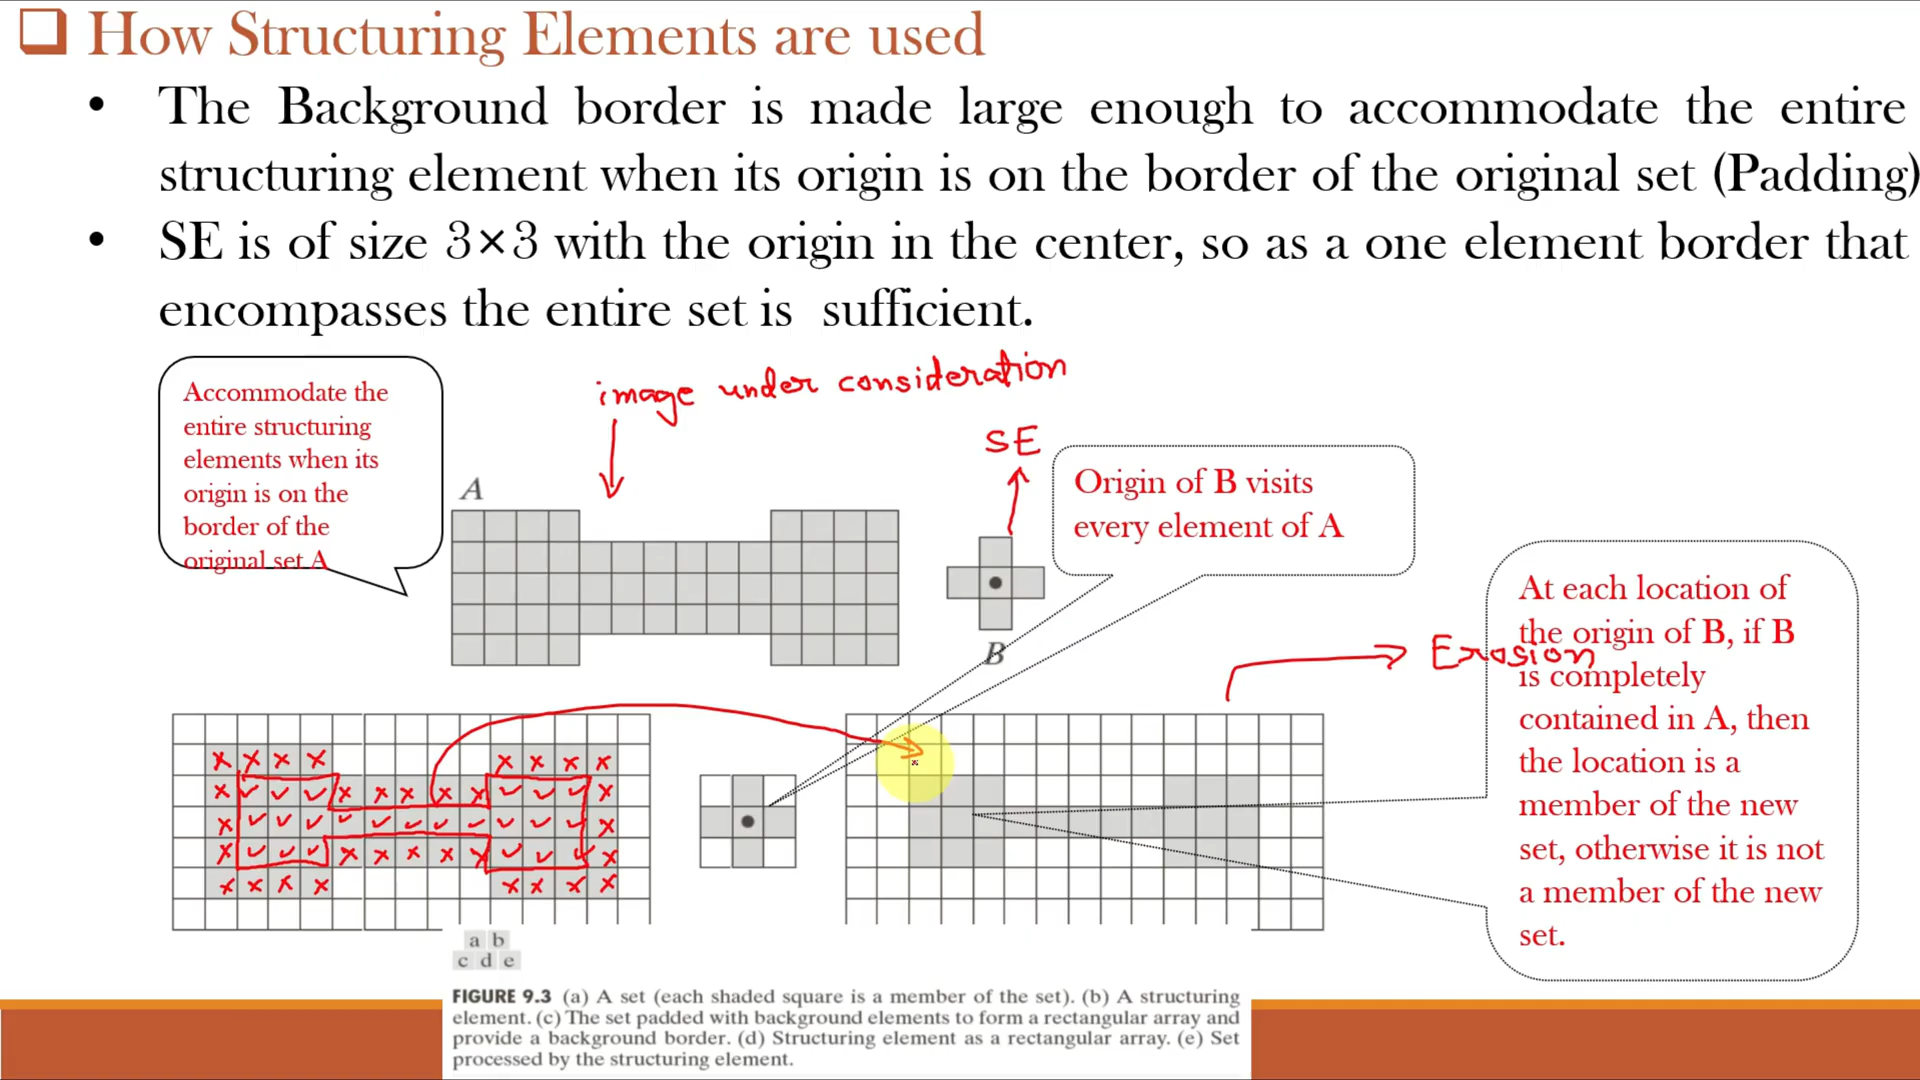 How Structuring Elements are used
• The Background border is made large enough to accommodate the entire
structuring element when its origin is on the border of the original set (Padding)
• SE is of size 3×3 with the origin in the center, so as a one element border that
encompasses the entire set is sufficient.
Accommodate the
entire structuring
elements when its
origin is on the
border of the
original set A
image under consideration
A
SE
B
Origin of B visits
every element of A
Erosion
At each location of
the origin of B, if B
is completely
contained in A, then
the location is a
member of the new
set, otherwise it is not
a member of the new
set.
a b
c d e
FIGURE 9.3 (a) A set (each shaded square is a member of the set). (b) A structuring
element. (c) The set padded with background elements to form a rectangular array and
provide a background border. (d) Structuring element as a rectangular array. (e) Set
processed by the structuring element.